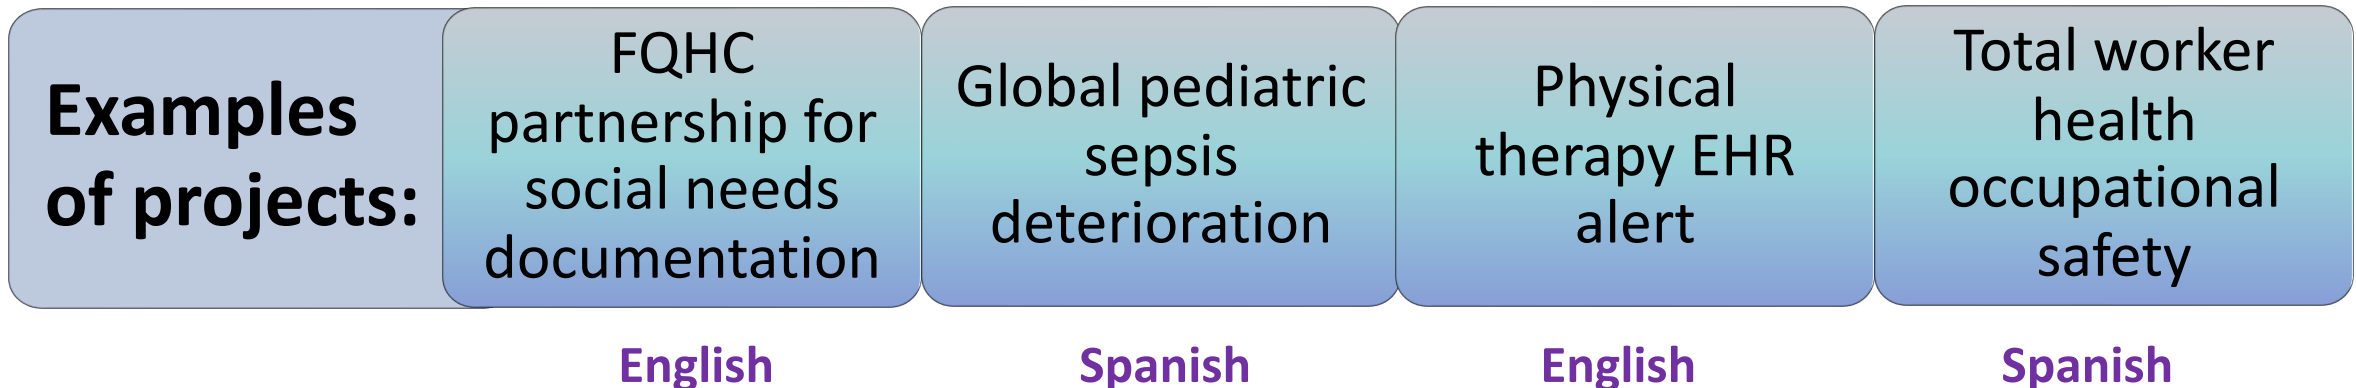 Examples
of projects:
FQHC
partnership for
social needs
documentation
Global pediatric
sepsis
deterioration
Physical
therapy EHR
alert
Total worker
health
occupational
safety
English
Spanish
English
Spanish